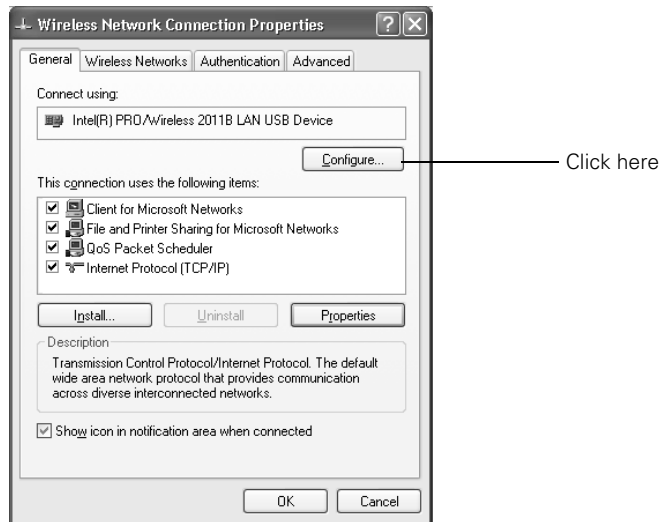 Wireless Network Connection Properties
General Wireless Networks Authentication Advanced
Connect using:
Intel(R) PRO/Wireless 2011B LAN USB Device
Configure...
Click here
This connection uses the following items:
Client for Microsoft Networks
File and Printer Sharing for Microsoft Networks
QoS Packet Scheduler
Internet Protocol (TCP/IP)
Install... Uninstall Properties
Description
Transmission Control Protocol/Internet Protocol. The default
wide area network protocol that provides communication
across diverse interconnected networks.
Show icon in notification area when connected
OK Cancel